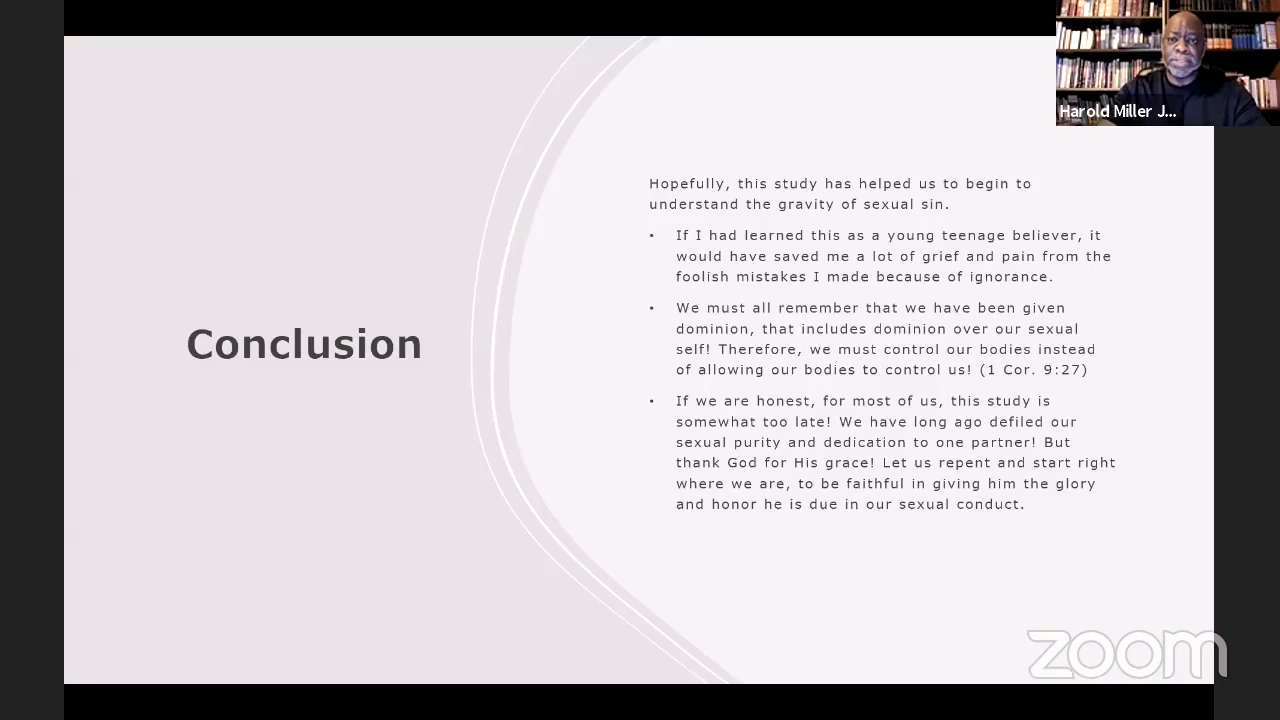 Harold Miller J...
Hopefully, this study has helped us to begin to
understand the gravity of sexual sin.
• If I had learned this as a young teenage believer, it
would have saved me a lot of grief and pain from the
foolish mistakes I made because of ignorance.
• We must all remember that we have been given
dominion, that includes dominion over our sexual
self! Therefore, we must control our bodies instead
of allowing our bodies to control us! (1 Cor. 9:27)
• If we are honest, for most of us, this study is
somewhat too late! We have long ago defiled our
sexual purity and dedication to one partner! But
thank God for His grace! Let us repent and start right
where we are, to be faithful in giving him the glory
and honor he is due in our sexual conduct.
Conclusion
zoom